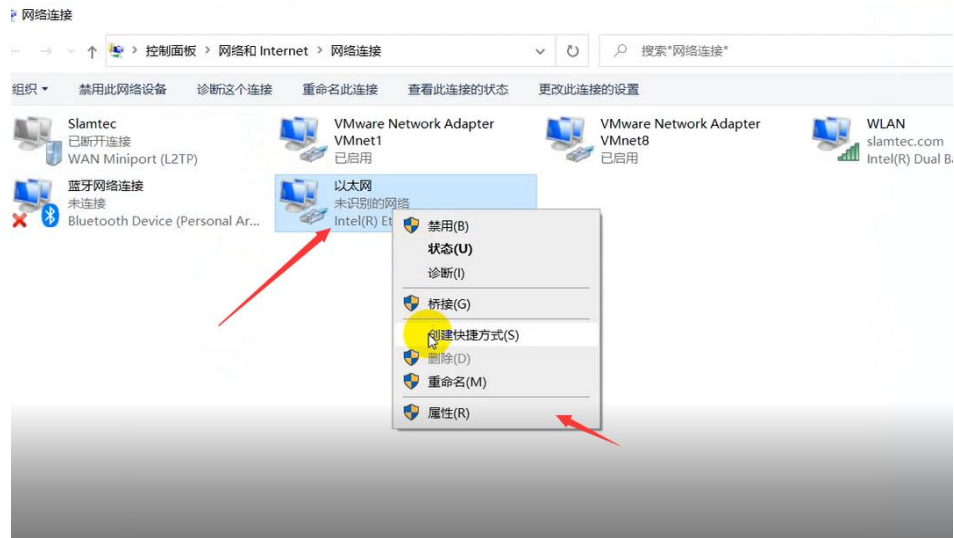 网络连接
控制面板 > 网络和 Internet > 网络连接
搜索"网络连接"
组织 禁用此网络设备 诊断这个连接 重命名此连接 查看此连接的状态 更改此连接的设置
Slamtec
已断开连接
WAN Miniport (L2TP)
VMware Network Adapter
VMnet1
已启用
VMware Network Adapter
VMnet8
已启用
WLAN
slamtec.com
Intel(R) Dual
蓝牙网络连接
未连接
Bluetooth Device (Personal Ar...
以太网
未识别的网络
Intel(R)
禁用(B)
状态(U)
诊断(I)
桥接(G)
创建快捷方式(S)
删除(D)
重命名(M)
属性(R)